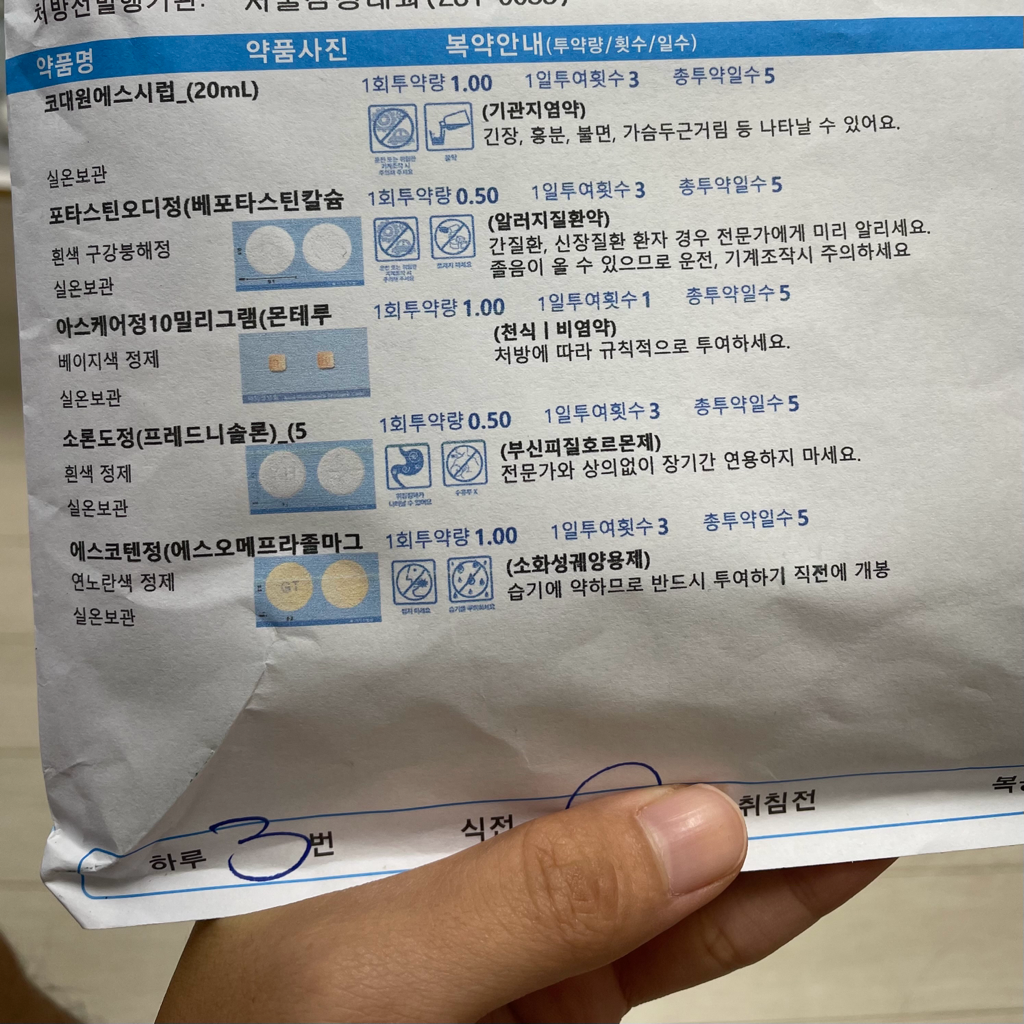 약품명 약품사진 복약안내(투약량/횟수/일수)
코대원에스시럽_(20mL) 1회투약량 1.00 1일투여횟수 3 총투약일수 5
(기관지염약)
긴장, 흥분, 불면, 가슴두근거림 등 나타날 수 있어요.
실온보관
포타스틴오디정(베포타스틴칼슘 1회투약량 0.50 1일투여횟수 3 총투약일수 5
(알러지질환약)
흰색 구강붕해정 간질환, 신장질환 환자 경우 전문가에게 미리 알리세요.
실온보관 졸음이 올 수 있으므로 운전, 기계조작시 주의하세요
아스케어정10밀리그램(몬테루 1회투약량 1.00 1일투여횟수 1 총투약일수 5
(천식 | 비염약)
베이지색 정제 처방에 따라 규칙적으로 투여하세요.
실온보관
소론도정(프레드니솔론)_(5 1회투약량 0.50 1일투여횟수 3 총투약일수 5
(부신피질호르몬제)
흰색 정제 전문가와 상의없이 장기간 연용하지 마세요.
실온보관
에스코텐정(에스오메프라졸마그 1회투약량 1.00 1일투여횟수 3 총투약일수 5
(소화성궤양용제)
연노란색 정제 GT 습기에 약하므로 반드시 투여하기 직전에 개봉
실온보관
하루 3 번 식전 취침전